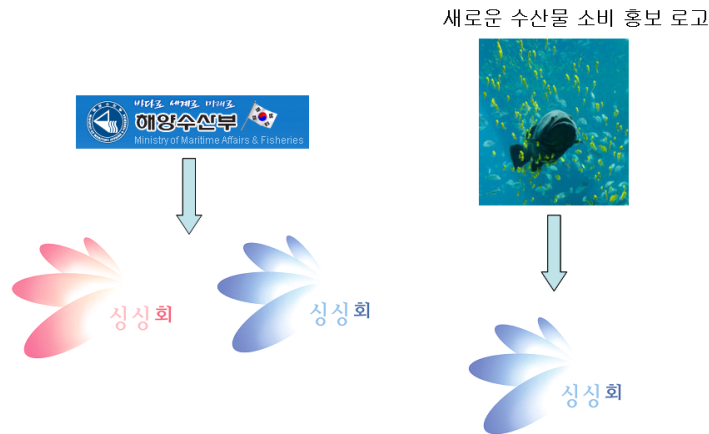 새로운 수산물 소비 홍보 로고
바다로 세계로 미래로
해양수산부
Ministry of Maritime Affairs & Fisheries
싱싱회
싱싱회
싱싱회